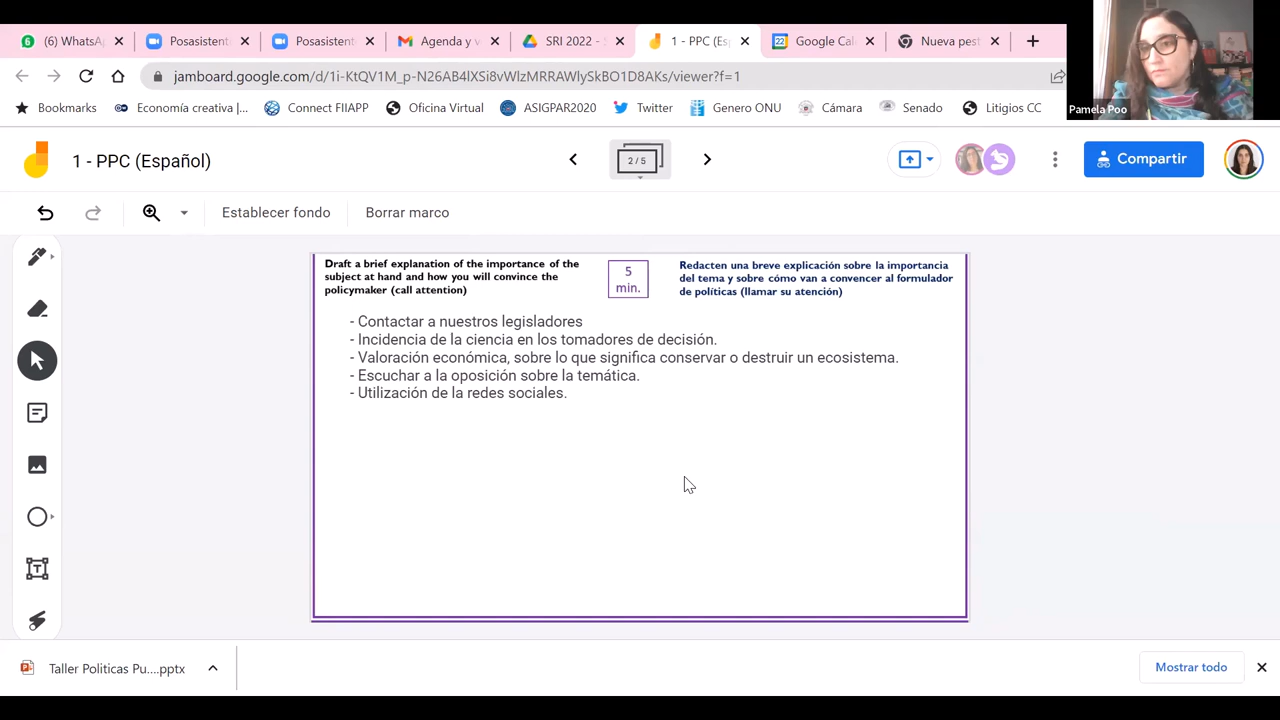 (6) WhatsA
Posasistent
Posasistent
Agenda y v
SRI 2022 -
1 - PPC (Es
Google Cal
Nueva pest
jamboard.google.com/d/1i-KtQV1M_p-N26AB4lXSi8vWlzMRRAWlySkBO1D8AKs/viewer?f=1
Pamela Poo
Bookmarks
Economía creativa |...
Connect FIIAPP
Oficina Virtual
ASIGPAR2020
Twitter
Genero ONU
Cámara
Senado
Litigios CC
1 - PPC (Español)
2 / 5
Compartir
Establecer fondo
Borrar marco
Draft a brief explanation of the importance of the
subject at hand and how you will convince the
policymaker (call attention)
5
min.
Redacten una breve explicación sobre la importancia
del tema y sobre cómo van a convencer al formulador
de políticas (llamar su atención)
- Contactar a nuestros legisladores
- Incidencia de la ciencia en los tomadores de decisión.
- Valoración económica, sobre lo que significa conservar o destruir un ecosistema.
- Escuchar a la oposición sobre la temática.
- Utilización de la redes sociales.
Taller Politicas Pu....pptx
Mostrar todo